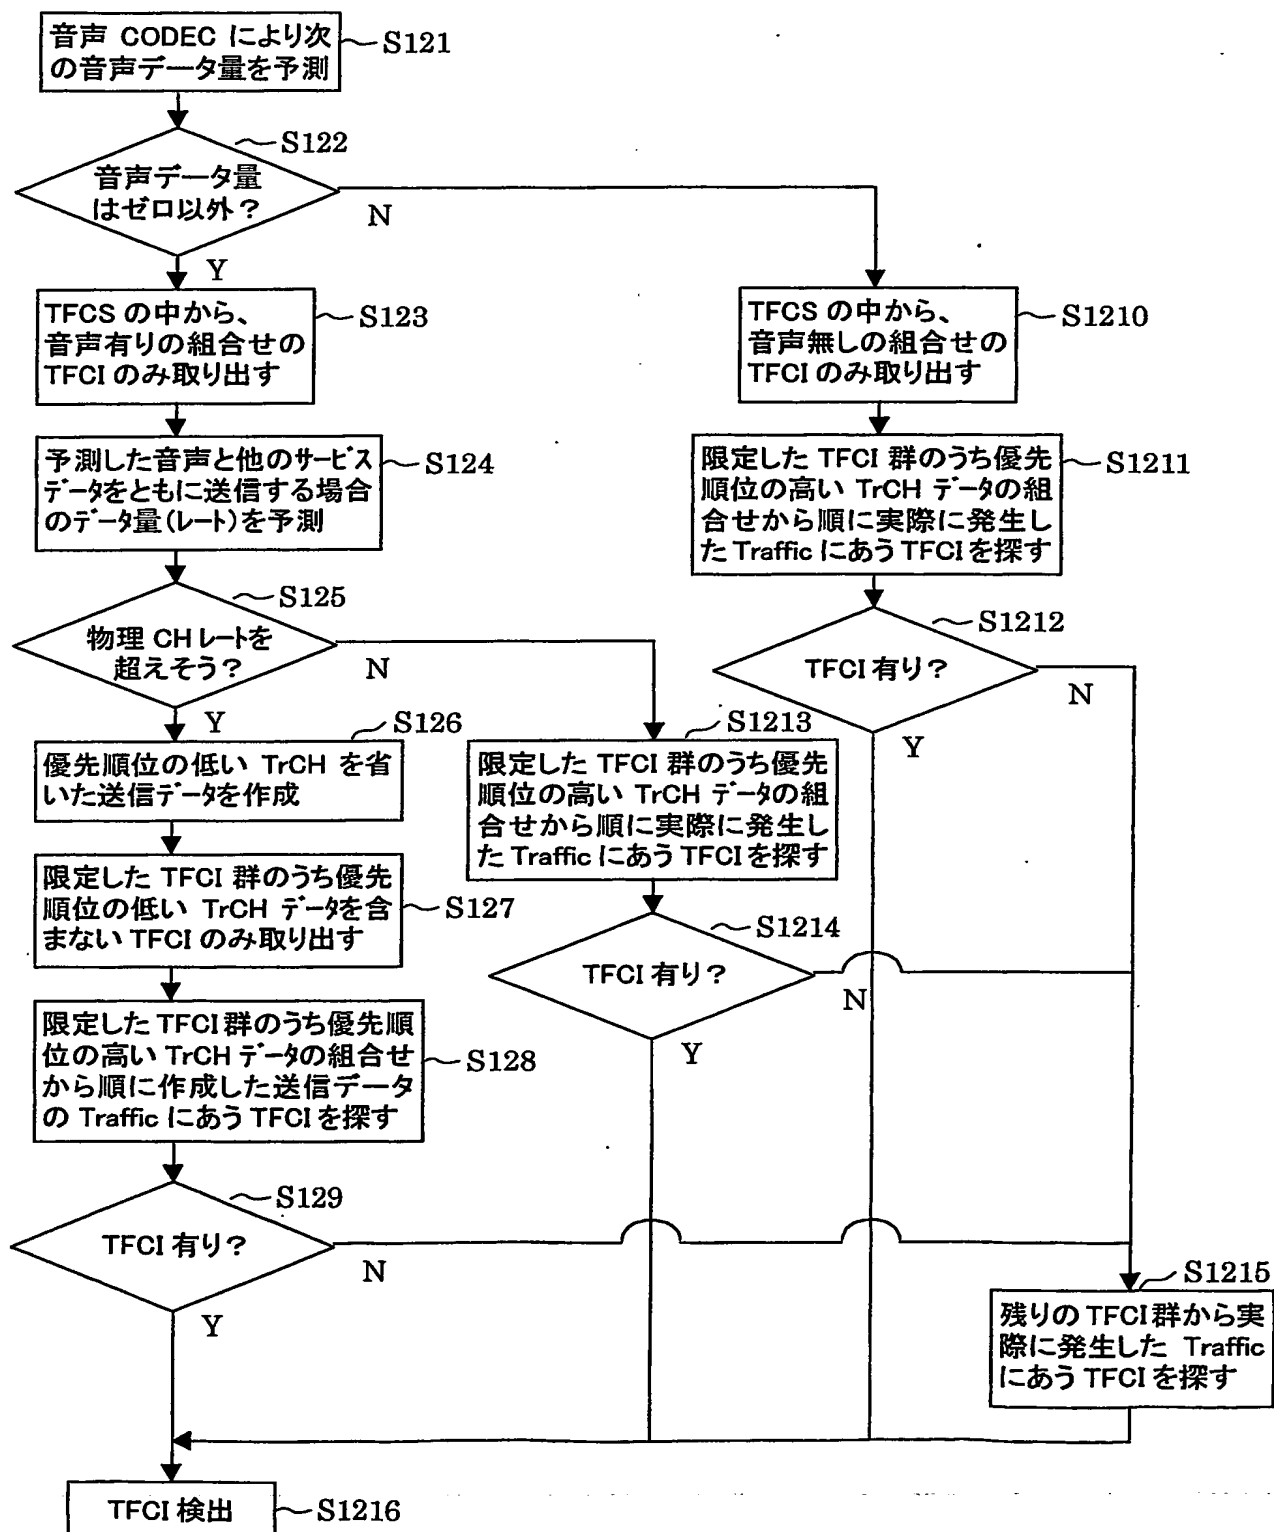 音声 CODEC により次
の音声データ量を予測
S121
S122
音声データ量
はゼロ以外？
N
Y
TFCS の中から、
音声有りの組合せの
TFCI のみ取り出す
S123
TFCS の中から、
音声無しの組合せの
TFCI のみ取り出す
S1210
予測した音声と他のサービス
データをともに送信する場合
のデータ量(レート)を予測
S124
限定した TFCI 群のうち優先
順位の高い TrCH データの組
合せから順に実際に発生し
た Traffic にあう TFCI を探す
S1211
S125
物理 CH レートを
超えそう？
N
Y
S1212
TFCI 有り？
N
Y
S126
優先順位の低い TrCH を省
いた送信データを作成
S1213
限定した TFCI 群のうち優先
順位の高い TrCH データの組
合せから順に実際に発生し
た Traffic にあう TFCI を探す
限定した TFCI 群のうち優先
順位の低い TrCH データを含
まない TFCI のみ取り出す
S127
S1214
TFCI 有り？
N
Y
限定した TFCI 群のうち優先順
位の高い TrCH データの組合せ
から順に作成した送信データ
の Traffic にあう TFCI を探す
S128
S129
TFCI 有り？
N
Y
S1215
残りの TFCI 群から実
際に発生した Traffic
にあう TFCI を探す
TFCI 検出
S1216